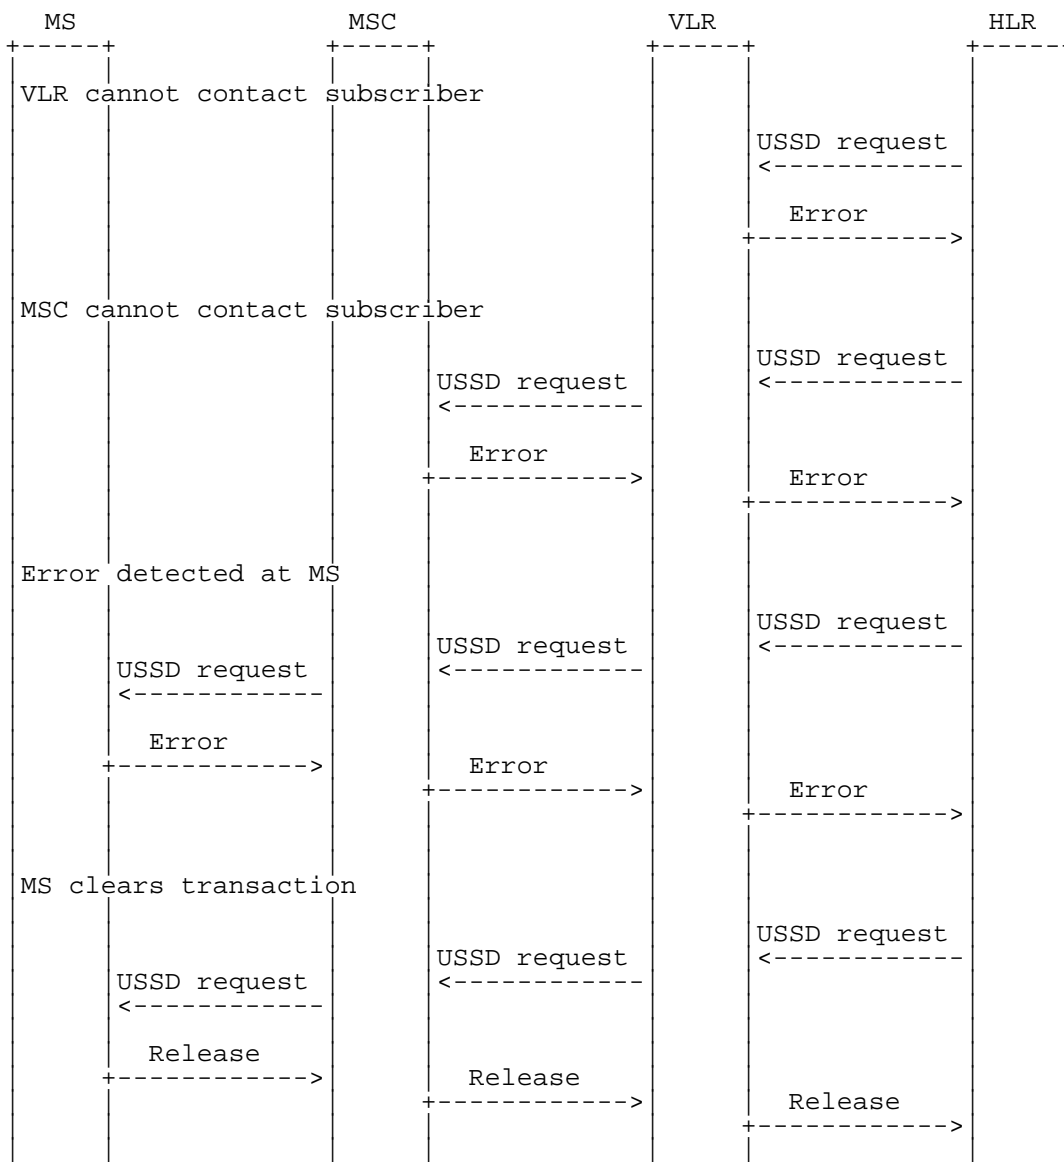 MS MSC VLR HLR
VLR cannot contact subscriber
USSD request
Error
MSC cannot contact subscriber
USSD request
USSD request
Error
Error
Error detected at MS
USSD request
USSD request
USSD request
Error
Error
Error
MS clears transaction
USSD request
USSD request
USSD request
Release
Release
Release